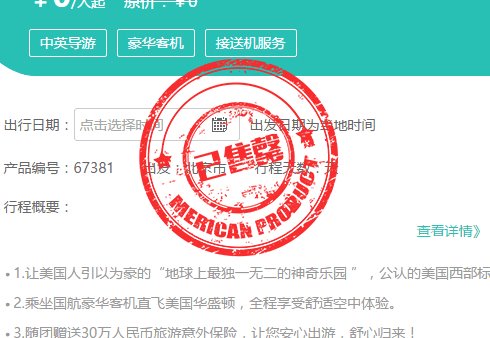 /人起 原价：￥0
中英导游 豪华客机 接送机服务
出行日期： 点击选择时间 出发日期为当地时间
已售罄
产品编号：67381 出发：北京市 行程天数：天
MERICAN PRODUCT
行程概要：
查看详情》
• 1.让美国人引以为豪的“地球上最独一无二的神奇乐园 ”，公认的美国西部标
• 2.乘坐国航豪华客机直飞美国华盛顿，全程享受舒适空中体验。
• 3.随团赠送30万人民币旅游意外保险，让您安心出游，舒心归来！